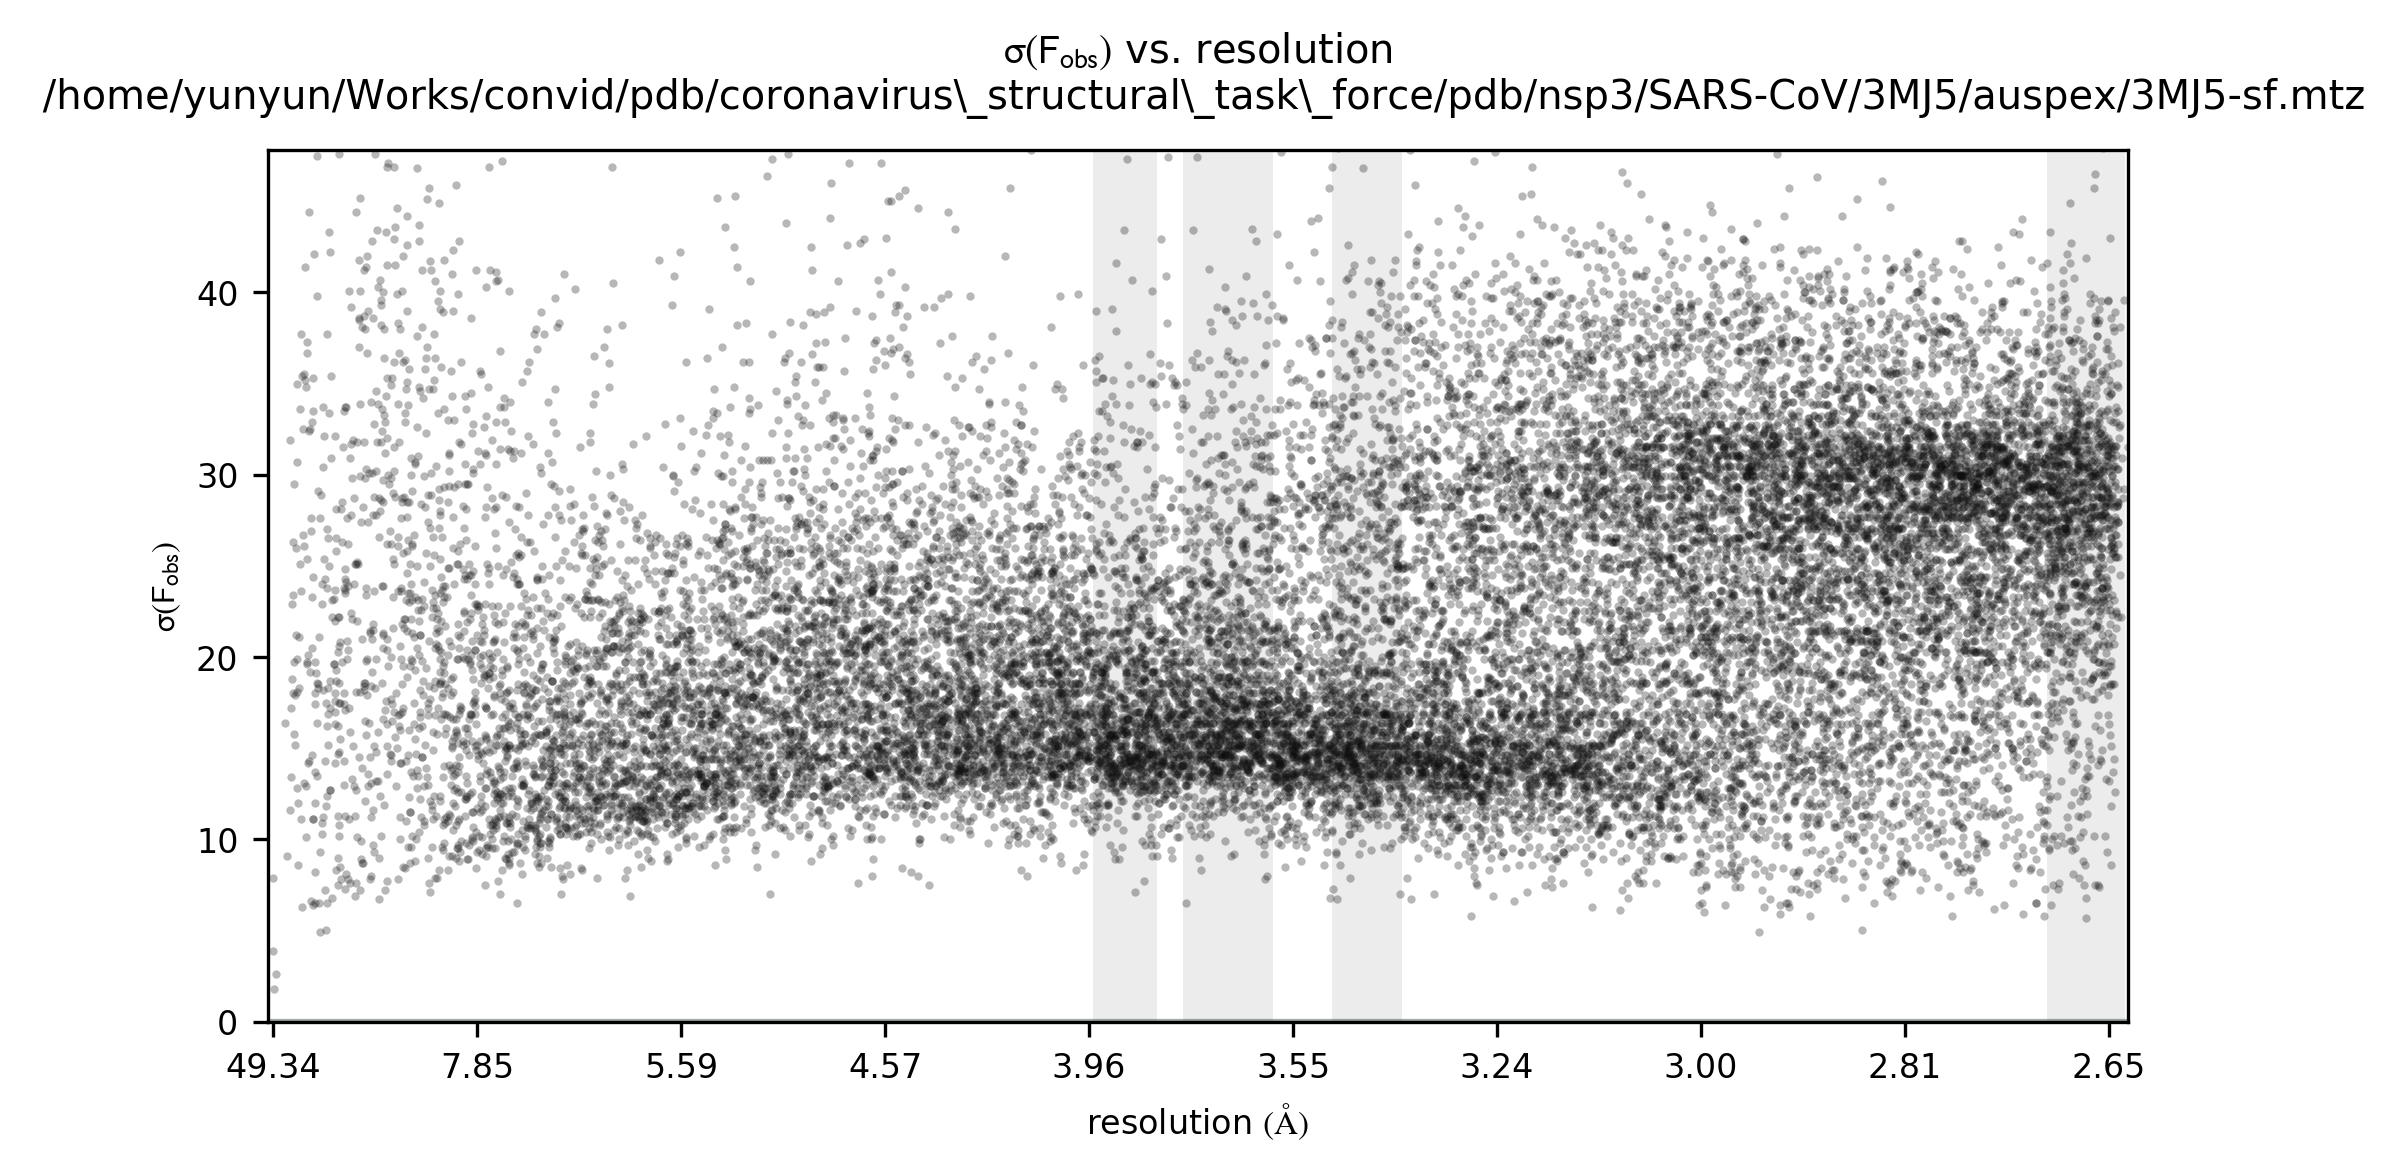 σ(Fobs) vs. resolution
/home/yunyun/Works/convid/pdb/coronavirus\_structural\_task\_force/pdb/nsp3/SARS-CoV/3MJ5/auspex/3MJ5-sf.mtz
σ(Fobs)
40
30
20
10
0
49.34 7.85 5.59 4.57 3.96 3.55 3.24 3.00 2.81 2.65
resolution (Å)